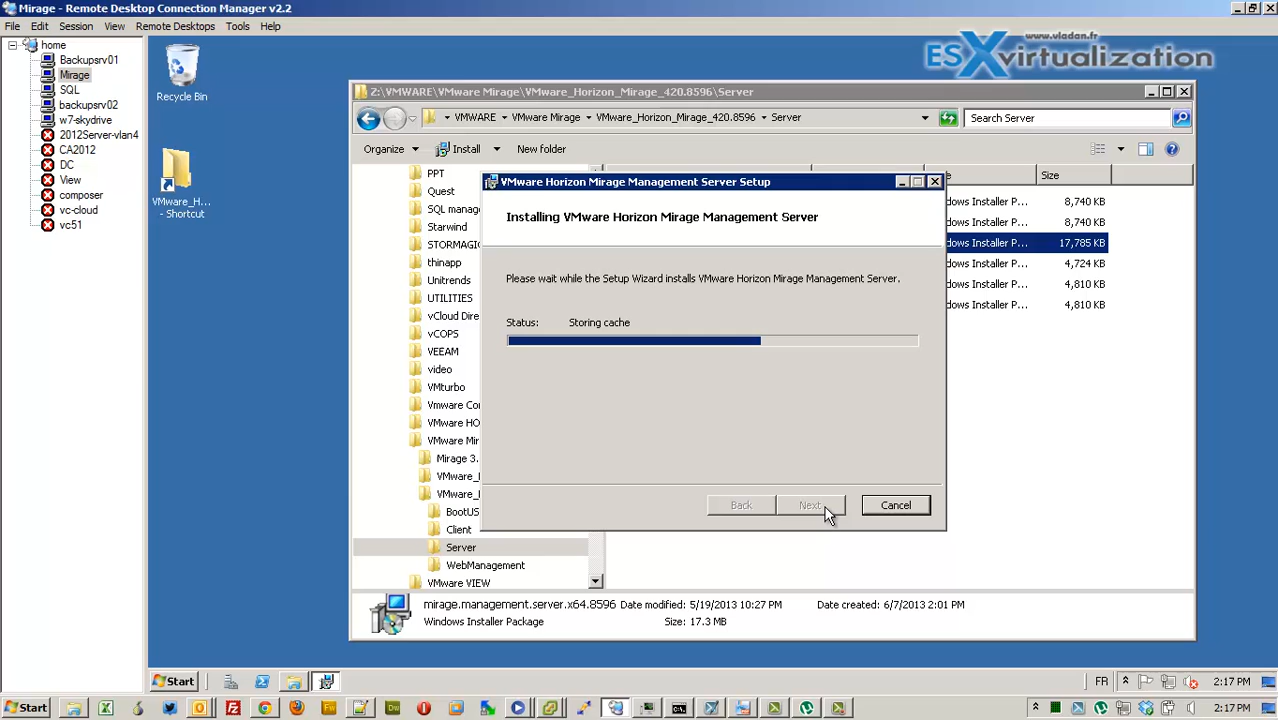 Mirage - Remote Desktop Connection Manager v2.2
File Edit Session View Remote Desktops Tools Help
home
Backupsrv01
Mirage
SQL
backupsrv02
w7-skydrive
2012Server-vlan4
CA2012
DC
View
composer
vc-cloud
vc51
Recycle Bin
VMware_H...
- Shortcut
www.vladan.fr
ESXvirtualization
Z:\VMWARE\VMware Mirage\VMware_Horizon_Mirage_420.8596\Server
VMWARE VMware Mirage VMware_Horizon_Mirage_420.8596 Server
Search Server
Organize Install New folder
PPT
Quest
SQL manag
Starwind
STORMAGIC
thinapp
Unitrends
UTILITIES
vCloud Dire
vCOPS
VEEAM
video
VMturbo
Vmware Cor
VMware HO
VMware Mir
Mirage 3.
VMware_
VMware_
BootUS
Client
Server
WebManagement
VMware VIEW
Size
dows Installer P... 8,740 KB
dows Installer P... 8,740 KB
dows Installer P... 17,785 KB
dows Installer P... 4,724 KB
dows Installer P... 4,810 KB
dows Installer P... 4,810 KB
VMware Horizon Mirage Management Server Setup
Installing VMware Horizon Mirage Management Server
Please wait while the Setup Wizard installs VMware Horizon Mirage Management Server.
Status: Storing cache
Back Next Cancel
mirage.management.server.x64.8596 Date modified: 5/19/2013 10:27 PM Date created: 6/7/2013 2:01 PM
Windows Installer Package Size: 17.3 MB
Start FR 2:17 PM
Start 2:17 PM